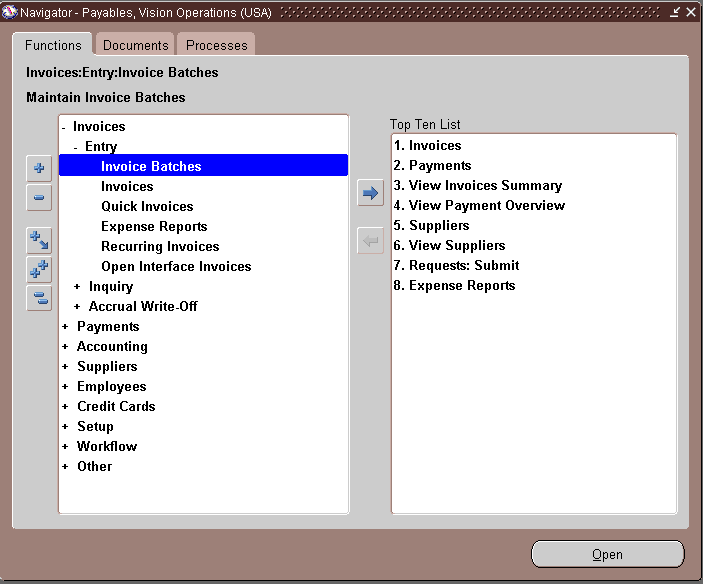 Navigator - Payables, Vision Operations (USA)
Functions
Documents
Processes
Invoices:Entry:Invoice Batches
Maintain Invoice Batches
- Invoices
- Entry
Invoice Batches
Invoices
Quick Invoices
Expense Reports
Recurring Invoices
Open Interface Invoices
+ Inquiry
+ Accrual Write-Off
+ Payments
+ Accounting
+ Suppliers
+ Employees
+ Credit Cards
+ Setup
+ Workflow
+ Other
Top Ten List
1. Invoices
2. Payments
3. View Invoices Summary
4. View Payment Overview
5. Suppliers
6. View Suppliers
7. Requests: Submit
8. Expense Reports
Open